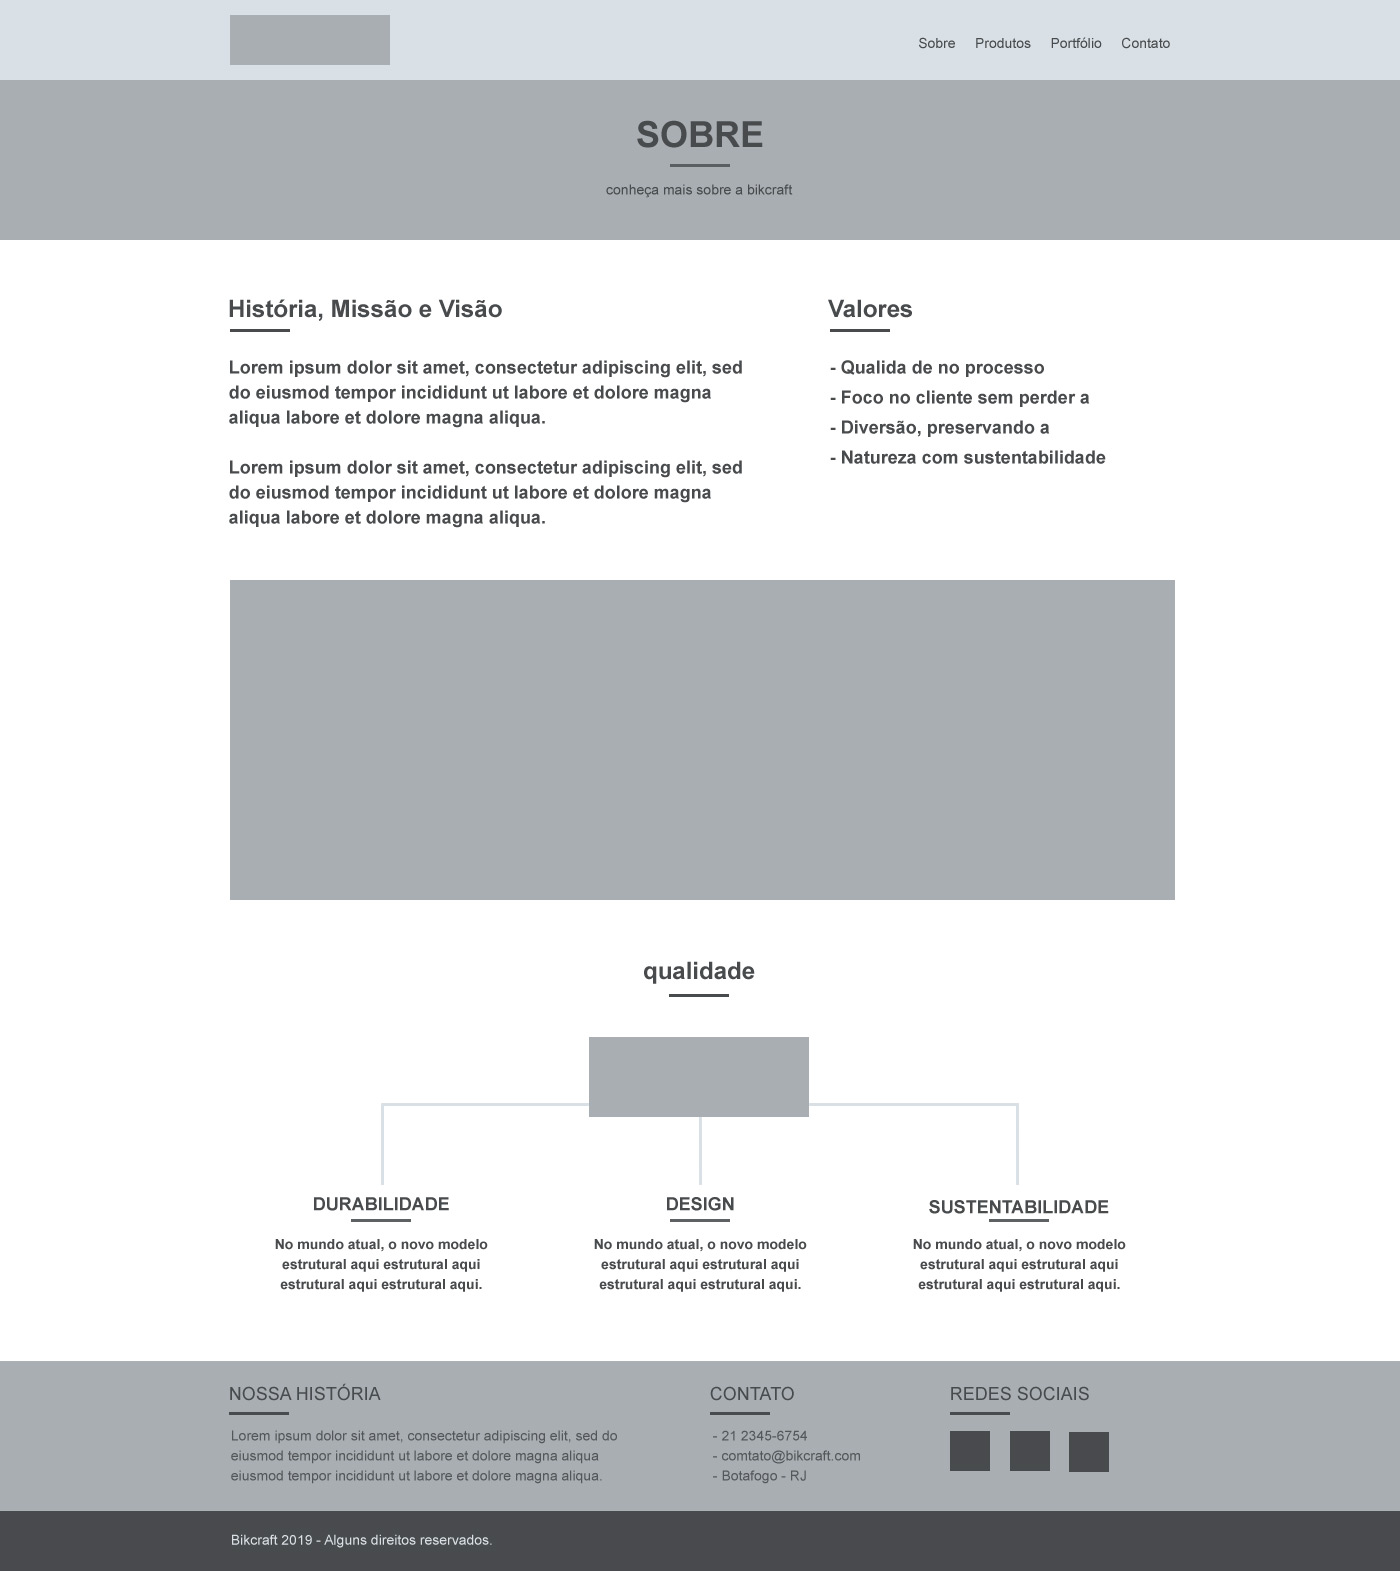 Sobre Produtos Portfólio Contato
SOBRE
conheça mais sobre a bikcraft
História, Missão e Visão
Lorem ipsum dolor sit amet, consectetur adipiscing elit, sed
do eiusmod tempor incididunt ut labore et dolore magna
aliqua labore et dolore magna aliqua.
Lorem ipsum dolor sit amet, consectetur adipiscing elit, sed
do eiusmod tempor incididunt ut labore et dolore magna
aliqua labore et dolore magna aliqua.
Valores
- Qualida de no processo
- Foco no cliente sem perder a
- Diversão, preservando a
- Natureza com sustentabilidade
qualidade
DURABILIDADE
No mundo atual, o novo modelo
estrutural aqui estrutural aqui
estrutural aqui estrutural aqui.
DESIGN
No mundo atual, o novo modelo
estrutural aqui estrutural aqui
estrutural aqui estrutural aqui.
SUSTENTABILIDADE
No mundo atual, o novo modelo
estrutural aqui estrutural aqui
estrutural aqui estrutural aqui.
NOSSA HISTÓRIA
Lorem ipsum dolor sit amet, consectetur adipiscing elit, sed do
eiusmod tempor incididunt ut labore et dolore magna aliqua
eiusmod tempor incididunt ut labore et dolore magna aliqua.
CONTATO
- 21 2345-6754
- comtato@bikcraft.com
- Botafogo - RJ
REDES SOCIAIS
Bikcraft 2019 - Alguns direitos reservados.